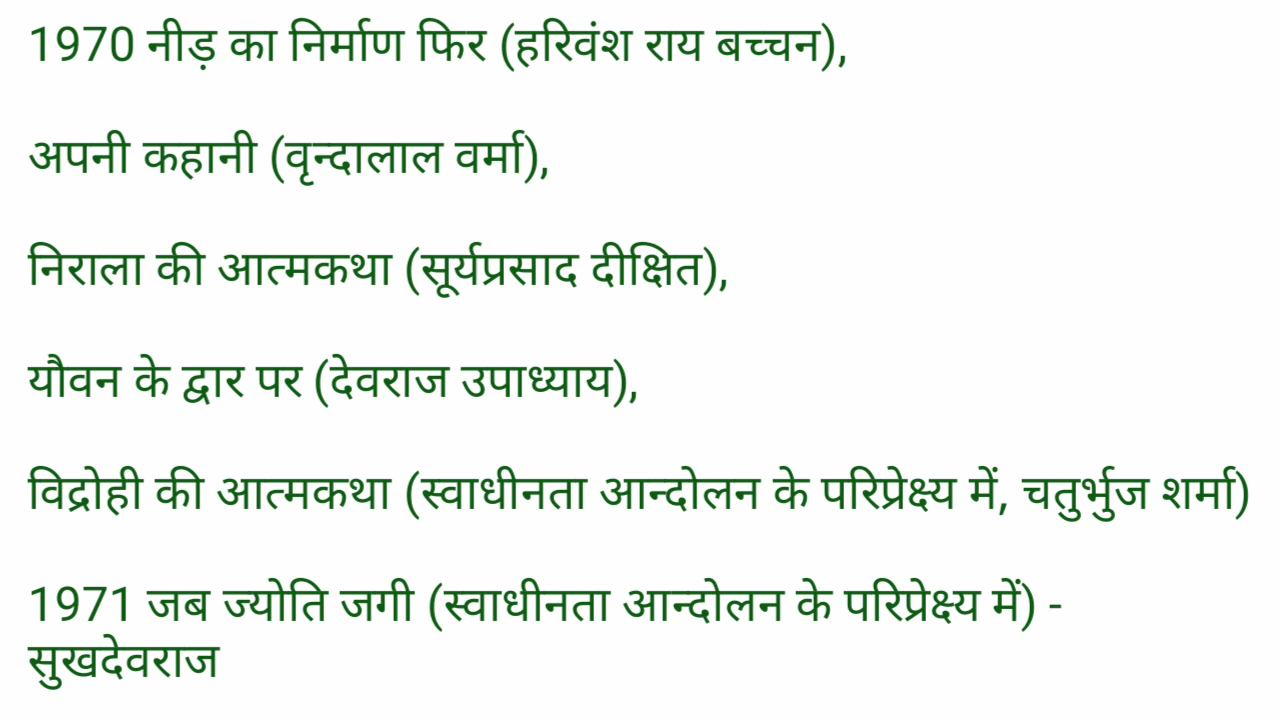 1970 नीड़ का निर्माण फिर (हरिवंश राय बच्चन),
अपनी कहानी (वृन्दालाल वर्मा),
निराला की आत्मकथा (सूर्यप्रसाद दीक्षित),
यौवन के द्वार पर (देवराज उपाध्याय),
विद्रोही की आत्मकथा (स्वाधीनता आन्दोलन के परिप्रेक्ष्य में, चतुर्भुज शर्मा)
1971 जब ज्योति जगी (स्वाधीनता आन्दोलन के परिप्रेक्ष्य में) -
सुखदेवराज